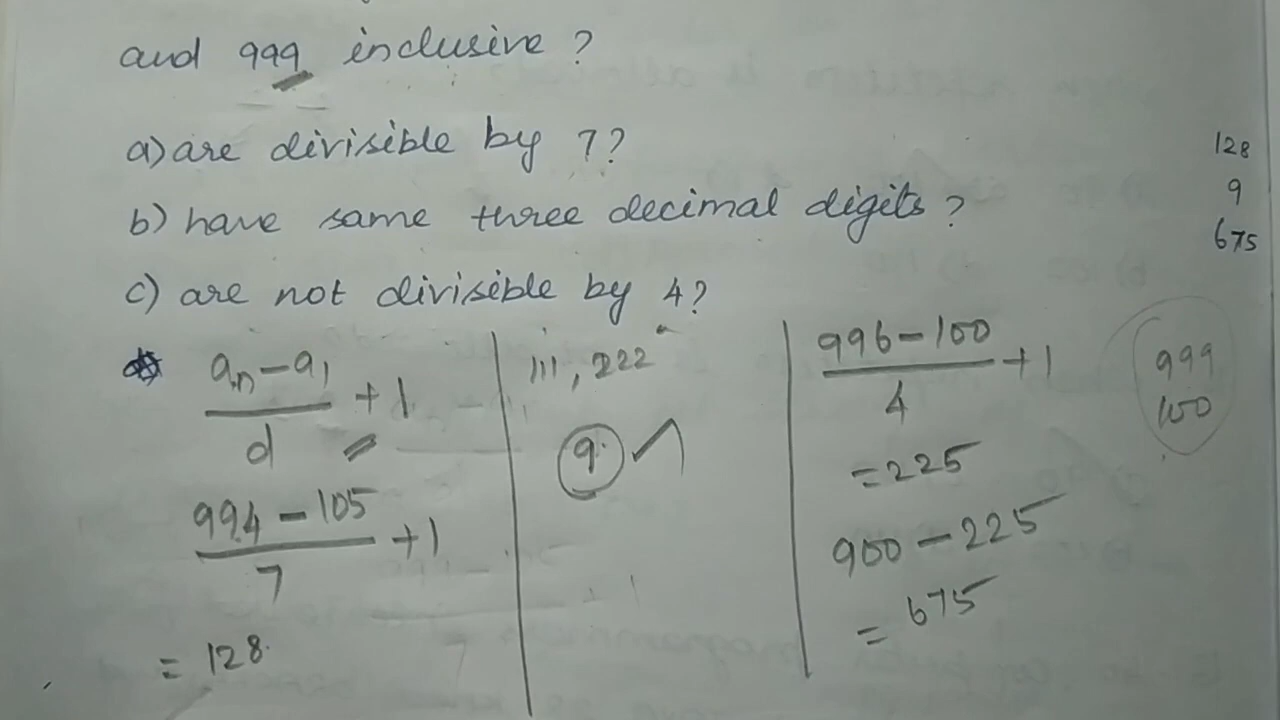 and 999 inclusive ?
a) are divisible by 7?
b) have same three decimal digits ?
c) are not divisible by 4?
128
9
675
aₙ-a₁/d +1
994-105/7 +1
= 128.
111, 222
9.
996-100/4 +1
= 225
900-225
= 675
999
100